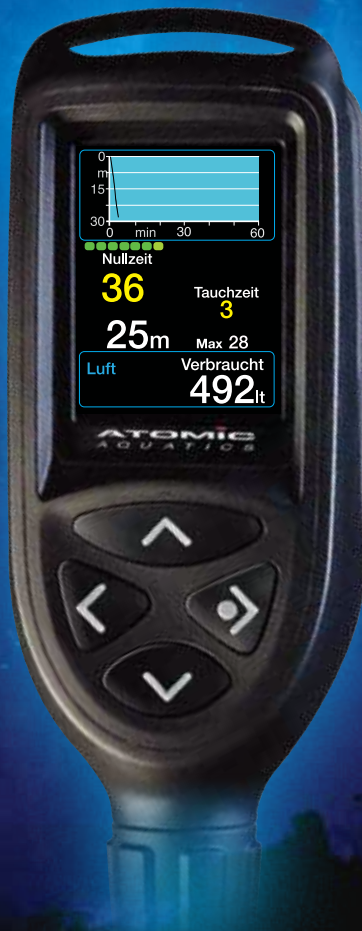 0
m
15
30
0 min 30 60
Nullzeit
36
Tauchzeit
3
25m Max 28
Luft Verbraucht
492lt
ATOMIC
AQUATICS